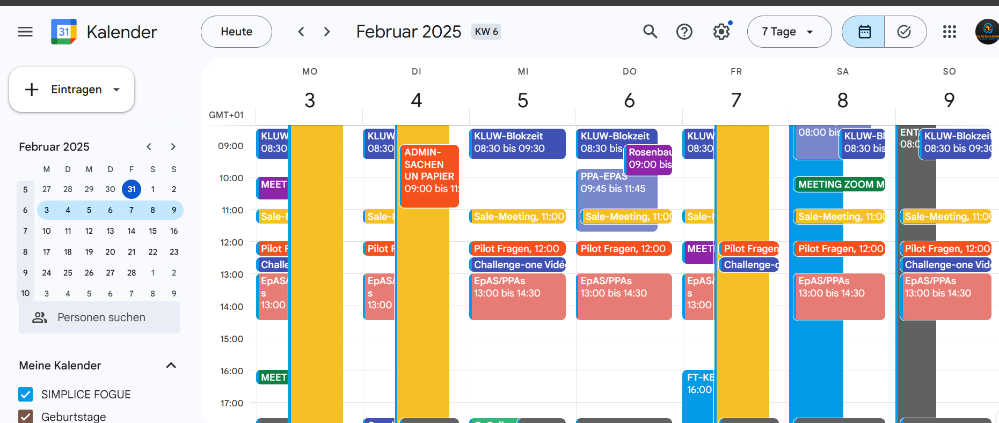 31 Kalender
Heute
Februar 2025 KW 6
7 Tage
Eintragen
Februar 2025
M D M D F S S
5 27 28 29 30 31 1 2
6 3 4 5 6 7 8 9
7 10 11 12 13 14 15 16
8 17 18 19 20 21 22 23
9 24 25 26 27 28 1 2
10 3 4 5 6 7 8 9
Personen suchen
Meine Kalender
SIMPLICE FOGUE
Geburtstage
GMT+01
MO DI MI DO FR SA SO
3 4 5 6 7 8 9
09:00
10:00
11:00
12:00
13:00
14:00
15:00
16:00
17:00
KLUW
08:30
MEET
Sale-
Pilot F
Challe
EpAS/
s
13:00
MEET
KLUW
08:30
ADMIN-
SACHEN
UN PAPIER
09:00 bis 11:
Sale-
Pilot F
EpAS/
s
13:00
KLUW-Blokzeit
08:30 bis 09:30
Sale-Meeting, 11:00
Pilot Fragen, 12:00
Challenge-one Vidé
EpAS/PPAs
13:00 bis 14:30
KLUW-Blokzeit
08:30 bis
Rosenbau
09:00 bis
PPA-EPAS
09:45 bis 11:45
Sale-Meeting, 11:00
Pilot Fragen, 12:00
EpAS/PPAs
13:00 bis 14:30
KLUW
08:30
Sale-
MEET
Pilot Fragen
Challenge-o
EpAS/
s
13:00
FT-KE
16:00
08:00 bis
KLUW-Bl
08:30 bis
MEETING ZOOM M
Sale-Meeting, 11:00
Pilot Fragen, 12:00
EpAS/PPAs
13:00 bis 14:30
ENT
08:0
KLUW-Blokzeit
08:30 bis 09:30
Sale-Meeting, 11:00
Pilot Fragen, 12:00
Challenge-one Vidé
EpAS/PPAs
13:00 bis 14:30